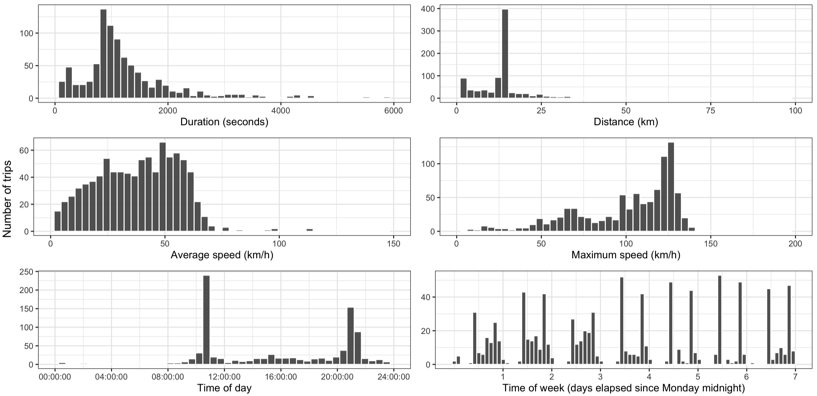 Number of trips
0 50 100
0 2000 4000 6000
Duration (seconds)
0 100 200 300 400
0 25 50 75 100
Distance (km)
0 20 40 60
0 50 100 150
Average speed (km/h)
0 50 100
0 50 100 150 200
Maximum speed (km/h)
0 50 100 150 200 250
00:00:00 04:00:00 08:00:00 12:00:00 16:00:00 20:00:00 24:00:00
Time of day
0 20 40
1 2 3 4 5 6 7
Time of week (days elapsed since Monday midnight)